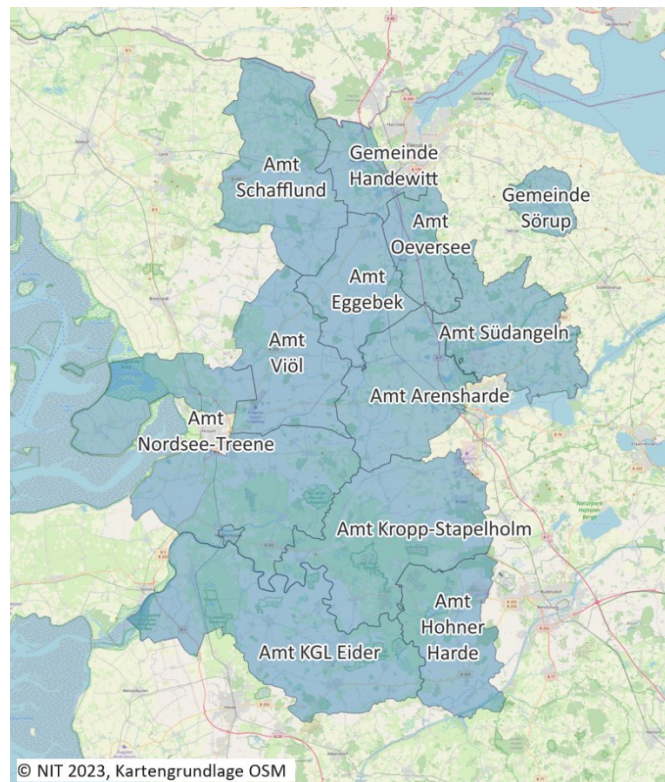 Amt
Schafflund
Gemeinde
Handewitt
Gemeinde
Sörup
Amt
Oeversee
Amt
Eggebek
Amt Südangeln
Amt
Viöl
Amt Arensharde
Amt
Nordsee-Treene
Amt Kropp-Stapelholm
Amt
Hohner
Harde
Amt KGL Eider
© NIT 2023, Kartengrundlage OSM